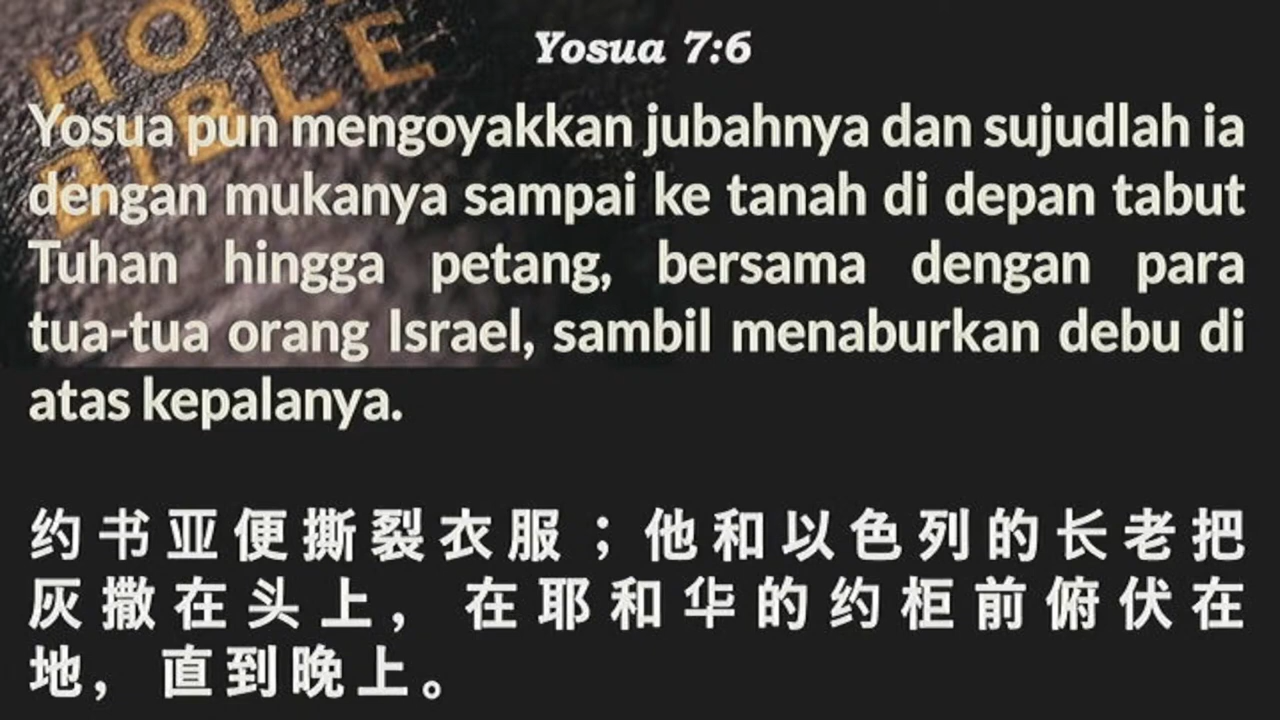 HOL
BIBLE
Yosua 7:6
Yosua pun mengoyakkan jubahnya dan sujudlah ia
dengan mukanya sampai ke tanah di depan tabut
Tuhan hingga petang, bersama dengan para
tua-tua orang Israel, sambil menaburkan debu di
atas kepalanya.
约书亚便撕裂衣服；他和以色列的长老把
灰撒在头上，在耶和华的约柜前俯伏在
地，直到晚上。